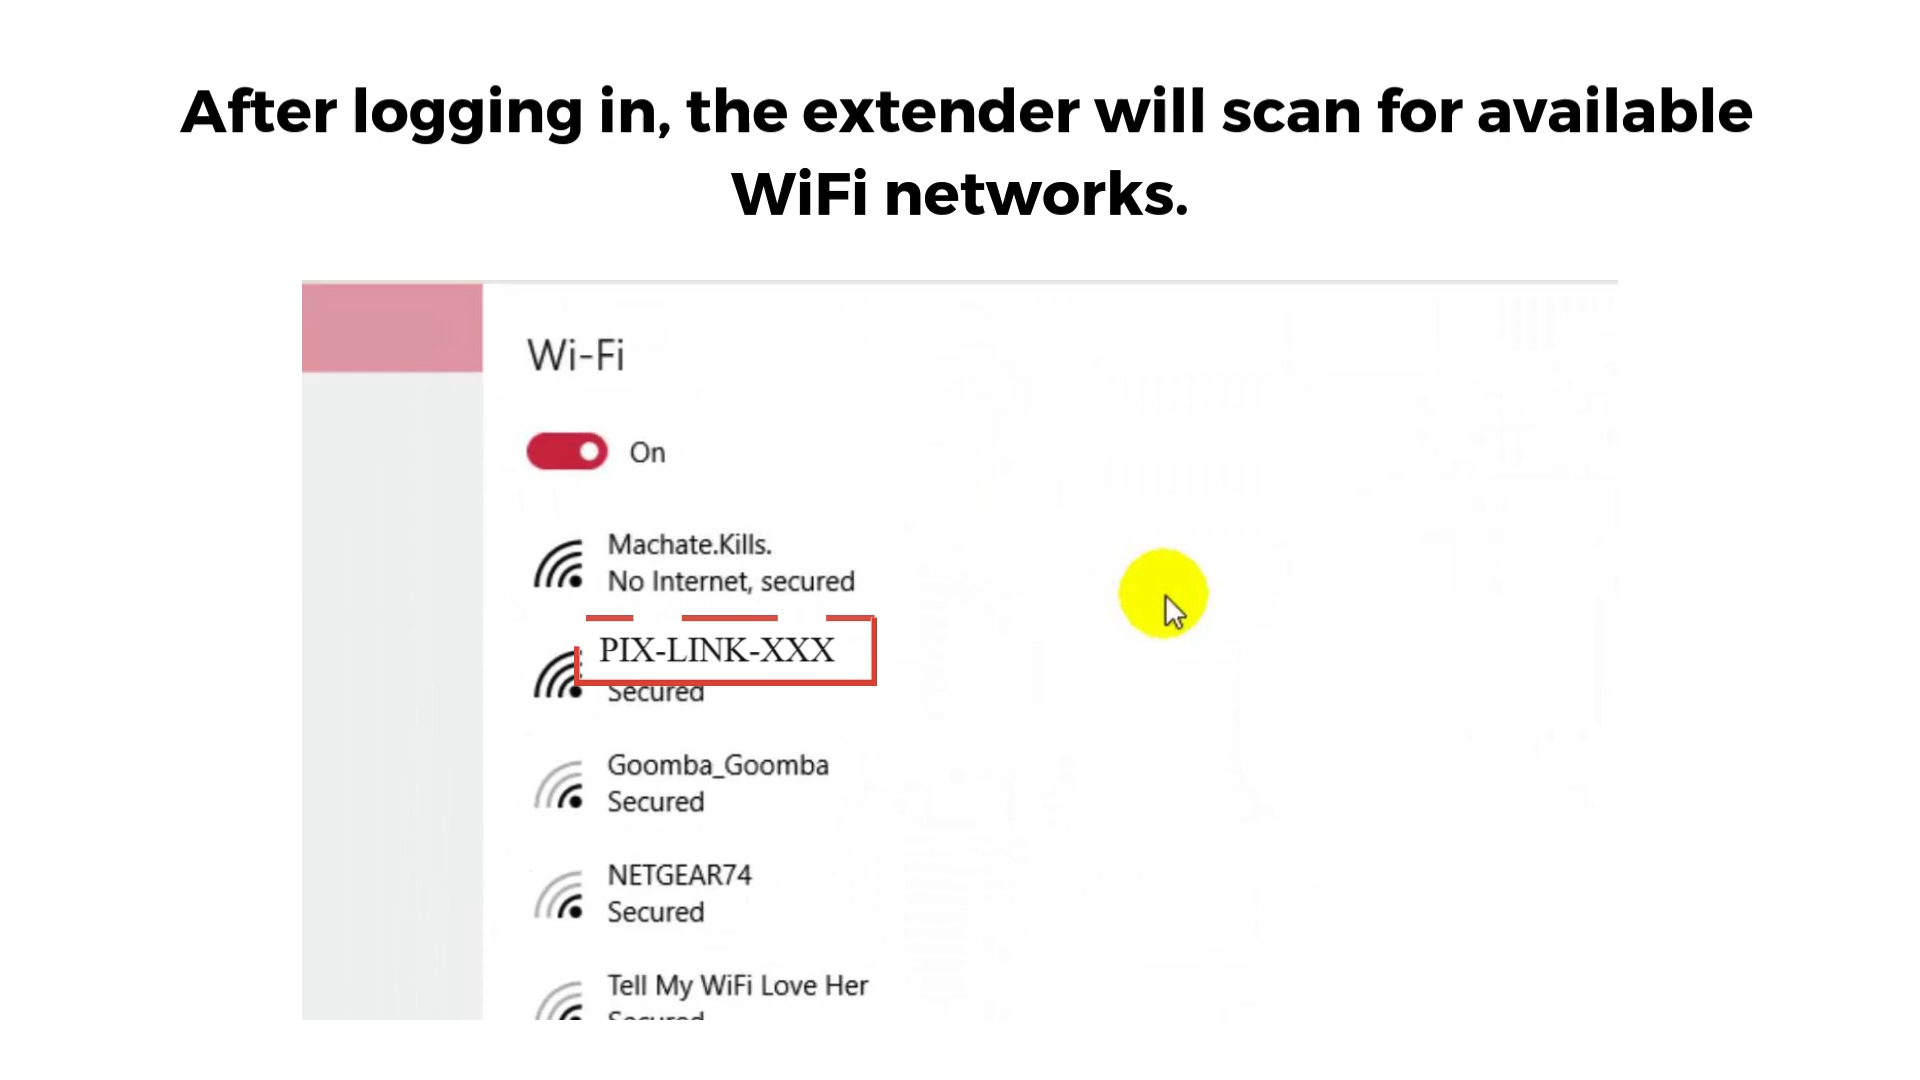 After logging in, the extender will scan for available
WiFi networks.
Wi-Fi
On
Machate.Kills.
No Internet, secured
PIX-LINK-XXX
Secured
Goomba_Goomba
Secured
NETGEAR74
Secured
Tell My WiFi Love Her
Secured